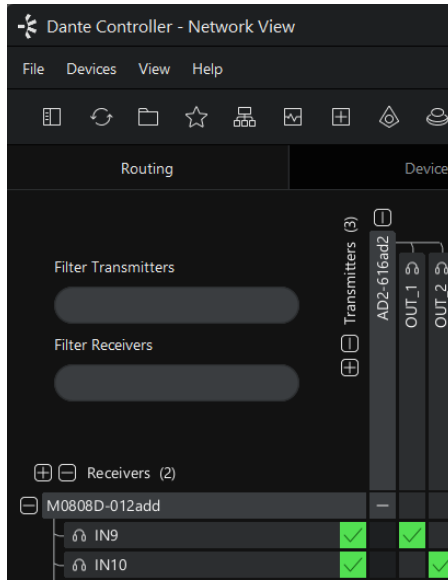 Dante Controller - Network View
File Devices View Help
Routing
Device
Filter Transmitters
Filter Receivers
Transmitters (3)
AD2-616ad2
OUT_1
OUT_2
Receivers (2)
M0808D-012add
IN9
IN10